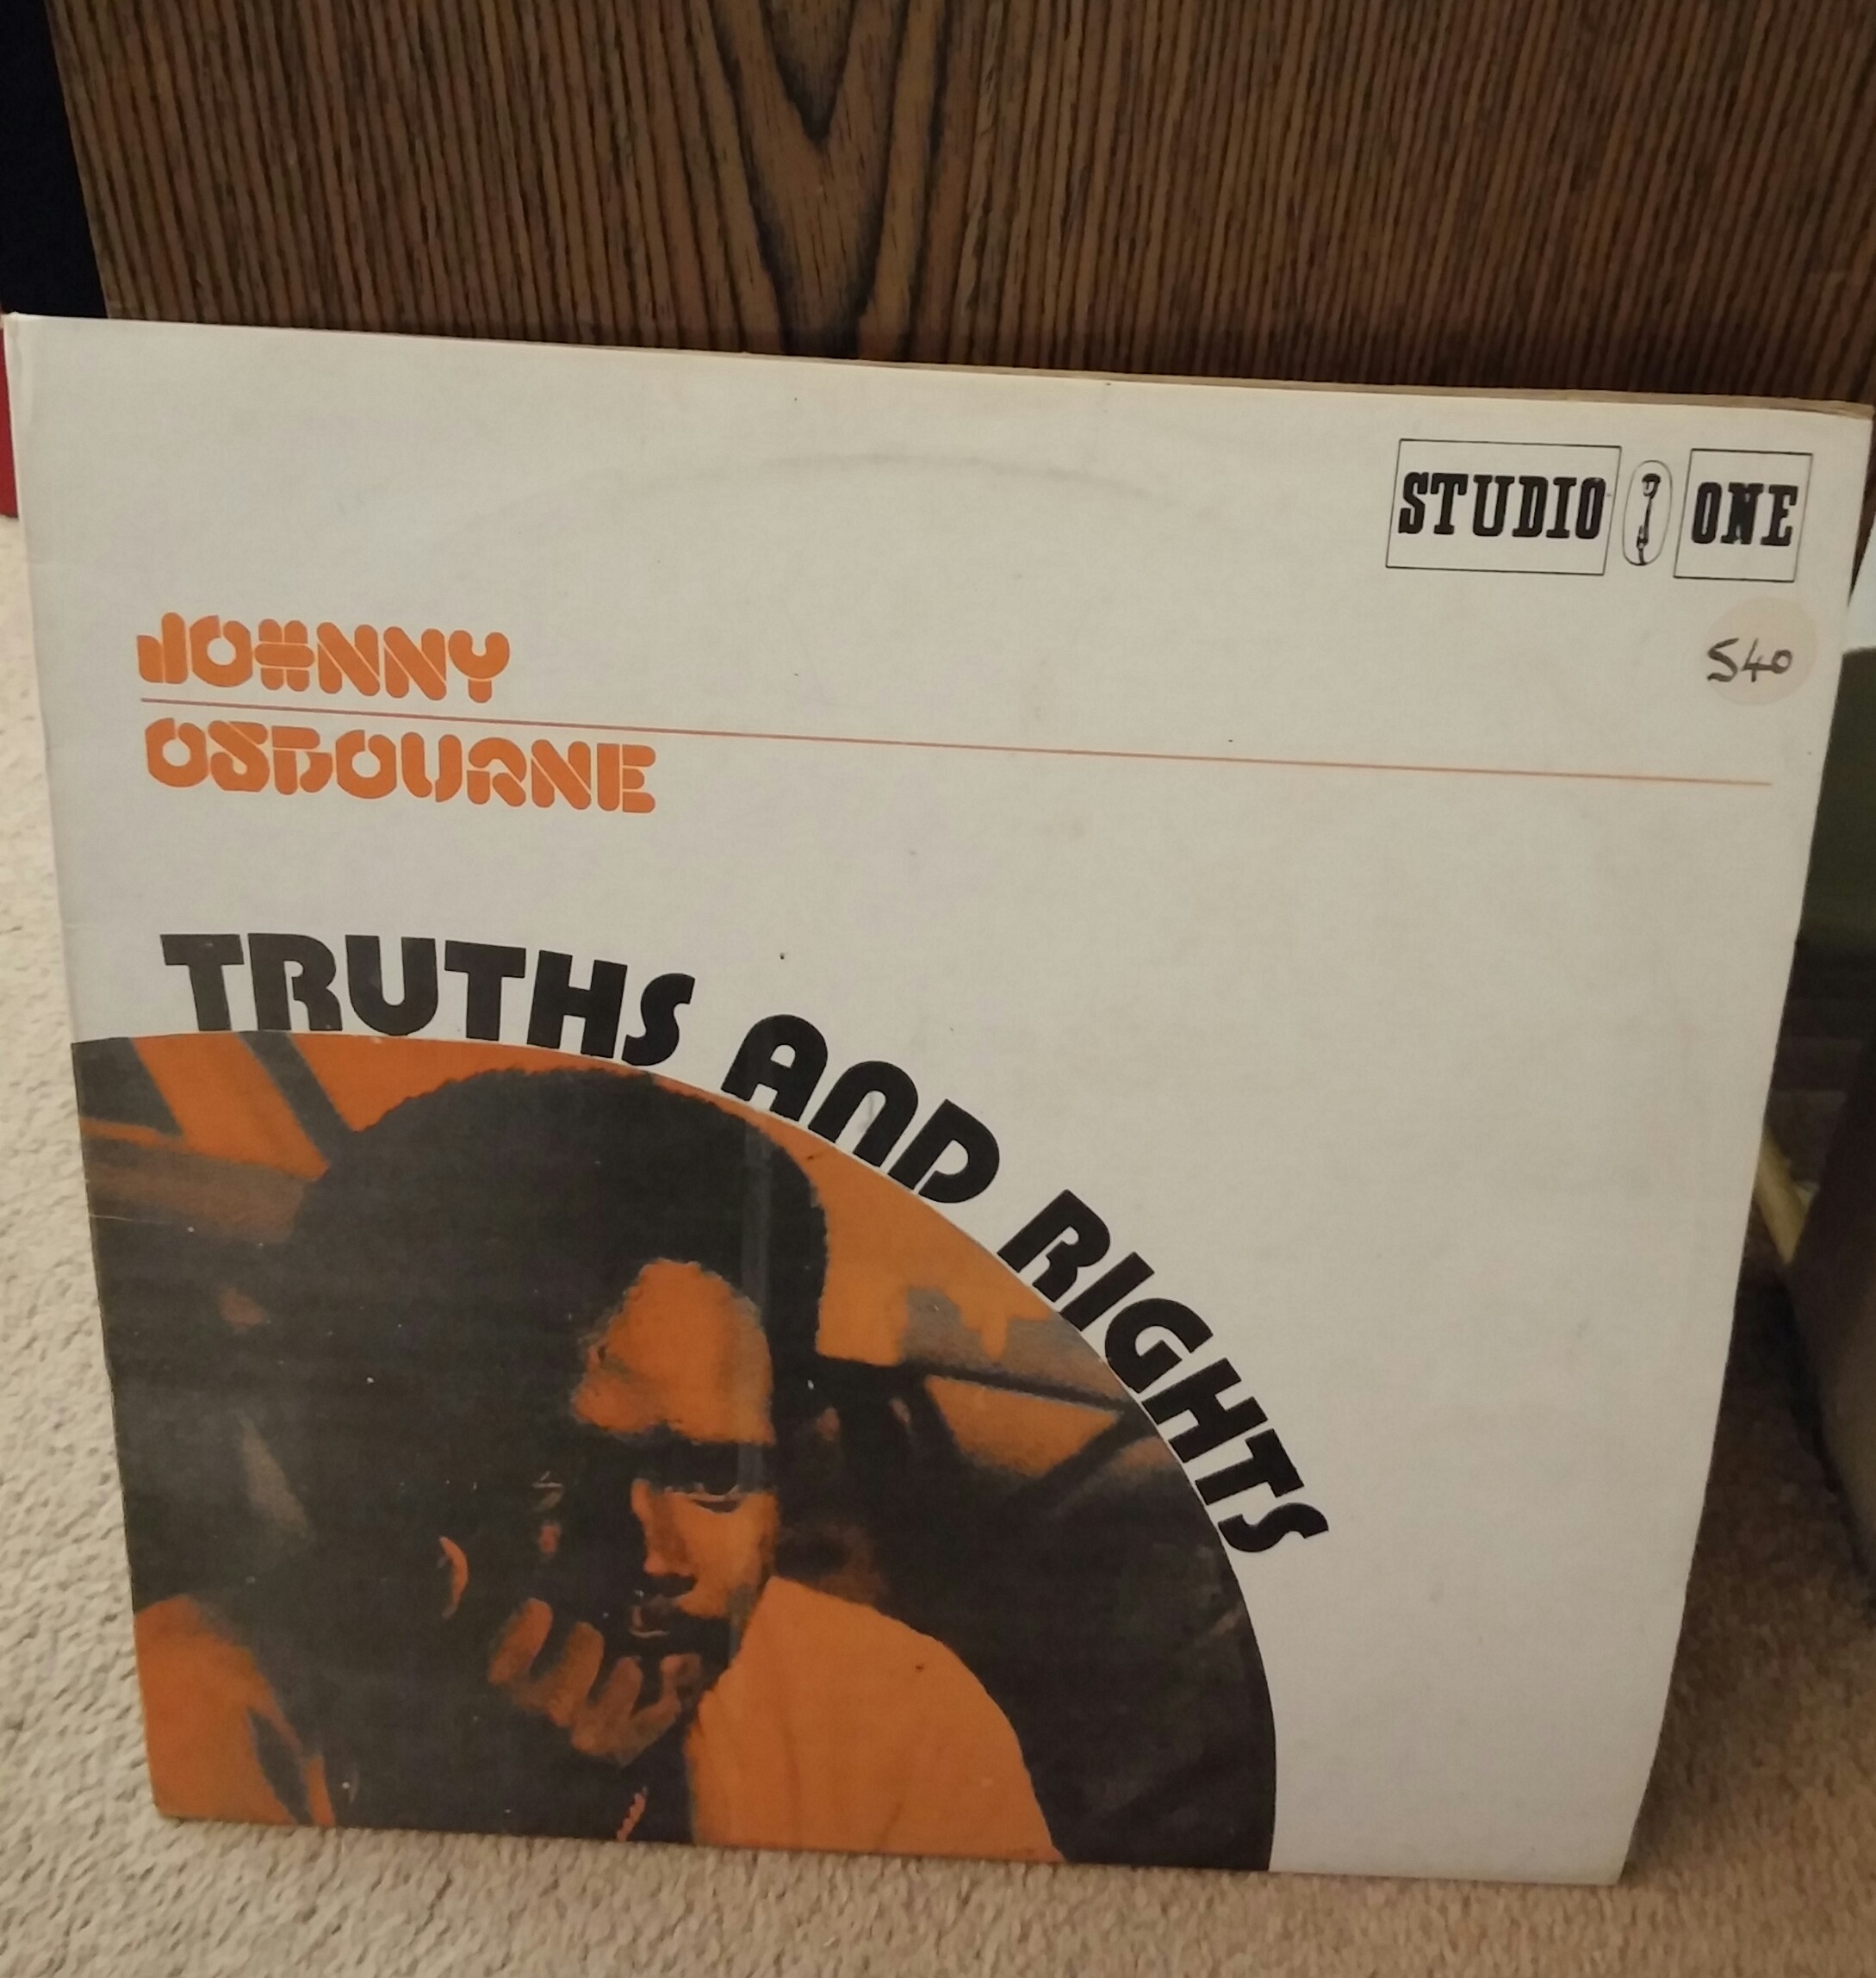 STUDIO ONE
S40
JOHNNY
OSBOURNE
TRUTHS AND RIGHTS